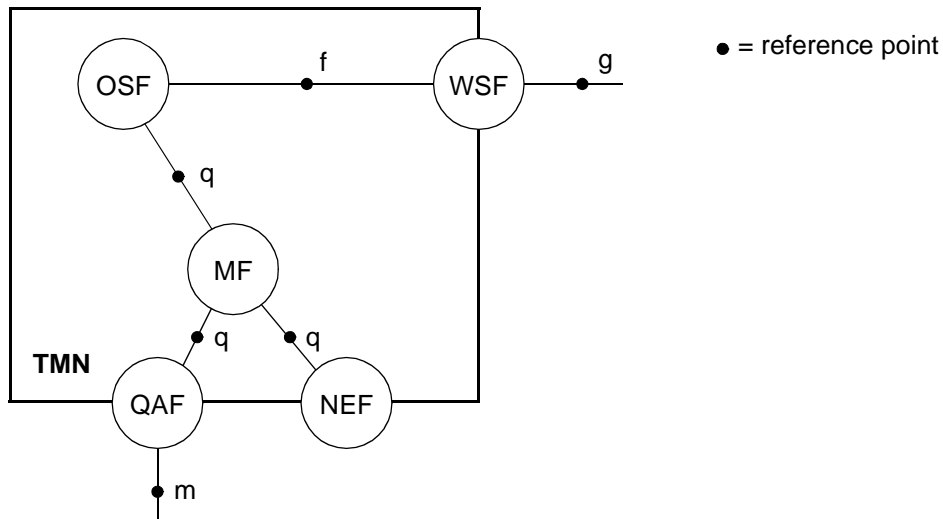 f
g
● = reference point
OSF
WSF
q
MF
q
q
TMN
QAF
NEF
m